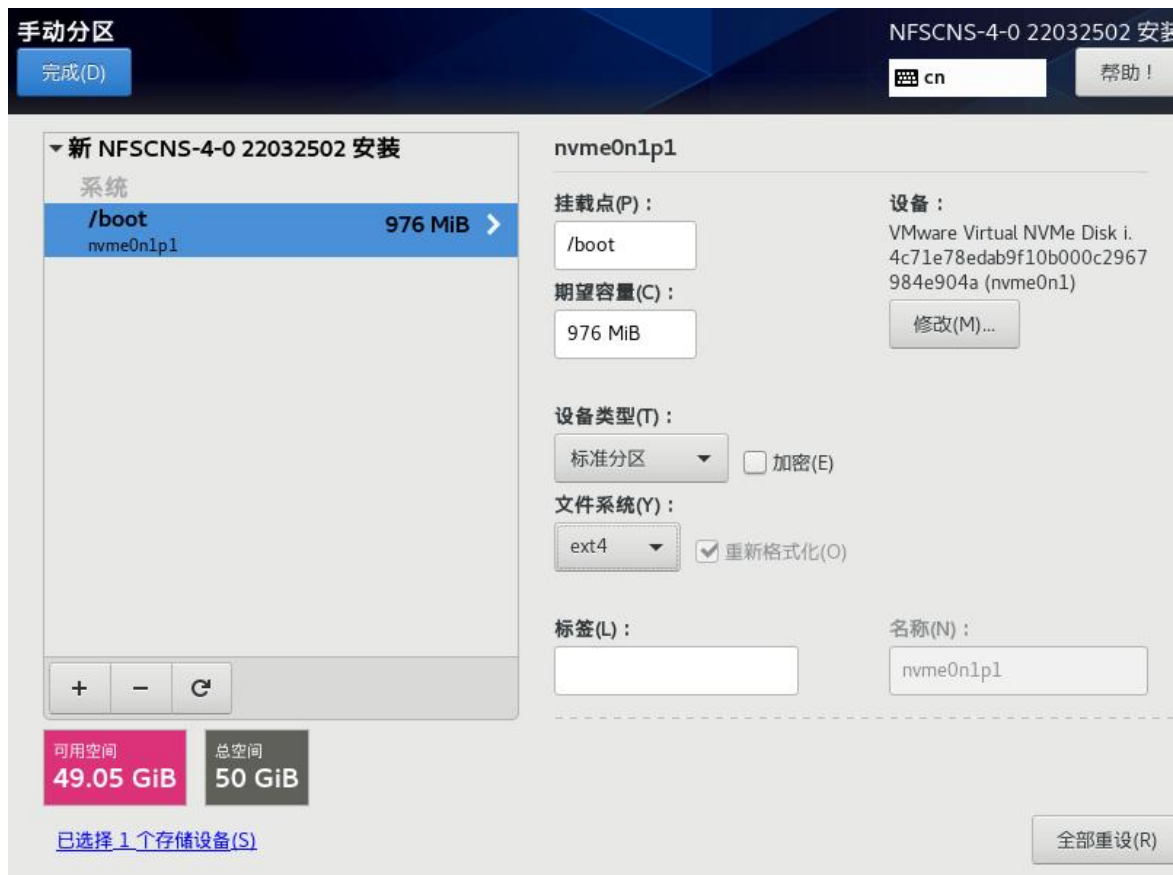 手动分区
NFSCNS-4-0 22032502 安装
完成(D)
cn
帮助！
新 NFSCNS-4-0 22032502 安装
系统
/boot
976 MiB
nvme0n1p1
nvme0n1p1
挂载点(P)：
/boot
期望容量(C)：
976 MiB
设备：
VMware Virtual NVMe Disk i.
4c71e78edab9f10b000c2967
984e904a (nvme0n1)
修改(M)...
设备类型(T)：
标准分区
加密(E)
文件系统(Y)：
ext4
重新格式化(O)
标签(L)：
名称(N)：
nvme0n1p1
可用空间
49.05 GiB
总空间
50 GiB
已选择 1 个存储设备(S)
全部重设(R)